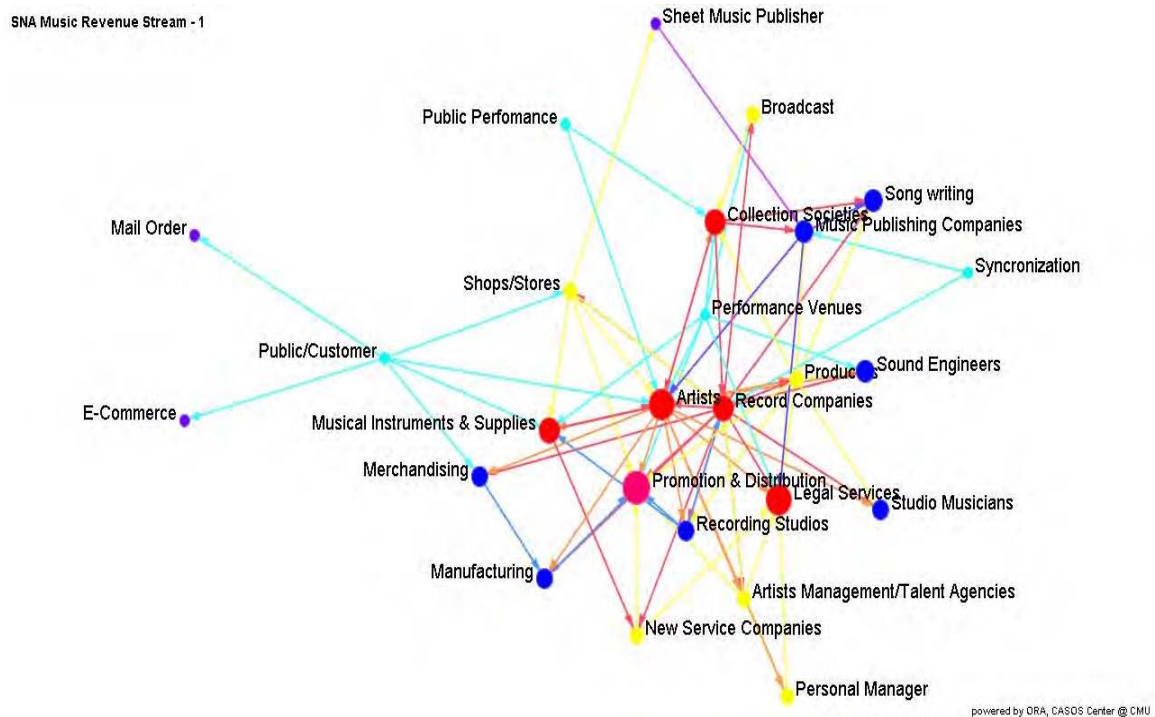 SNA Music Revenue Stream - 1
Sheet Music Publisher
Broadcast
Public Perfomance
Song writing
Collection Societies
Music Publishing Companies
Mail Order
Syncronization
Shops/Stores
Performance Venues
Public/Customer
Sound Engineers
Producers
Artists
Record Companies
E-Commerce
Musical Instruments & Supplies
Merchandising
Promotion & Distribution
Legal Services
Studio Musicians
Recording Studios
Manufacturing
Artists Management/Talent Agencies
New Service Companies
Personal Manager
powered by ORA, CASOS Center @ CMU